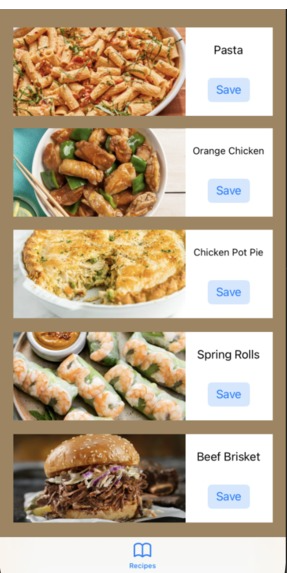 Pasta
Save
Orange Chicken
Save
Chicken Pot Pie
Save
Spring Rolls
Save
Beef Brisket
Save
Recipes